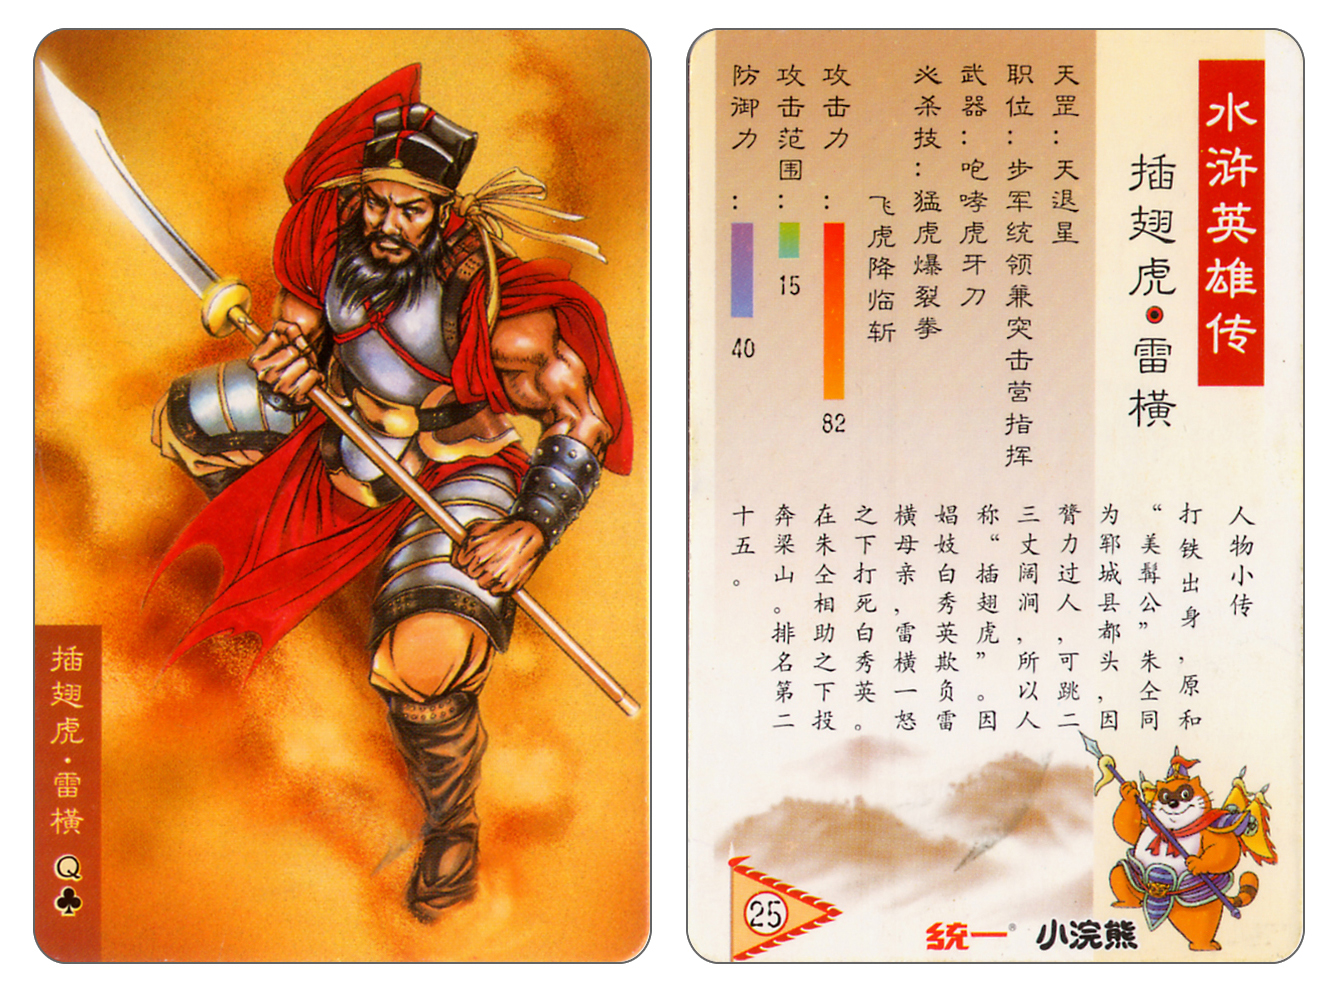 插翅虎·雷横
Q
水浒英雄传
插翅虎·雷横
天罡：天退星
职位：步军统领兼突击营指挥
武器：咆哮虎牙刀
必杀技：猛虎爆裂拳
飞虎降临斩
攻击力：
82
攻击范围：
15
防御力：
40
人物小传
打铁出身，原和
“美髯公”朱仝同
为郓城县都头，因
膂力过人，可跳二
三丈阔涧，所以人
称“插翅虎”。因
娼妓白秀英欺负雷
横母亲，雷横一怒
之下打死白秀英。
在朱仝相助之下投
奔梁山。排名第二
十五。
25
统一® 小浣熊